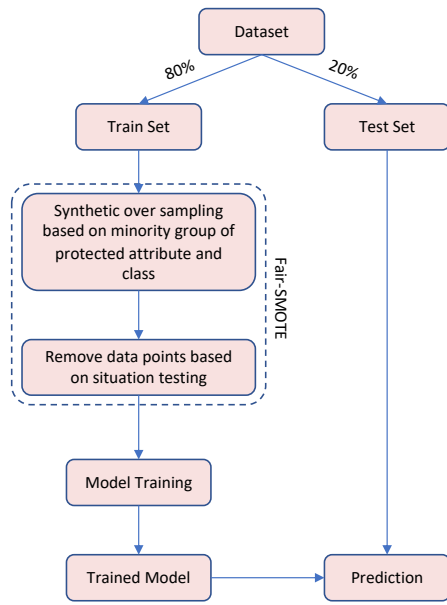 Dataset
80%
20%
Train Set
Test Set
Synthetic over sampling
based on minority group of
protected attribute and
class
Fair-SMOTE
Remove data points based
on situation testing
Model Training
Trained Model
Prediction